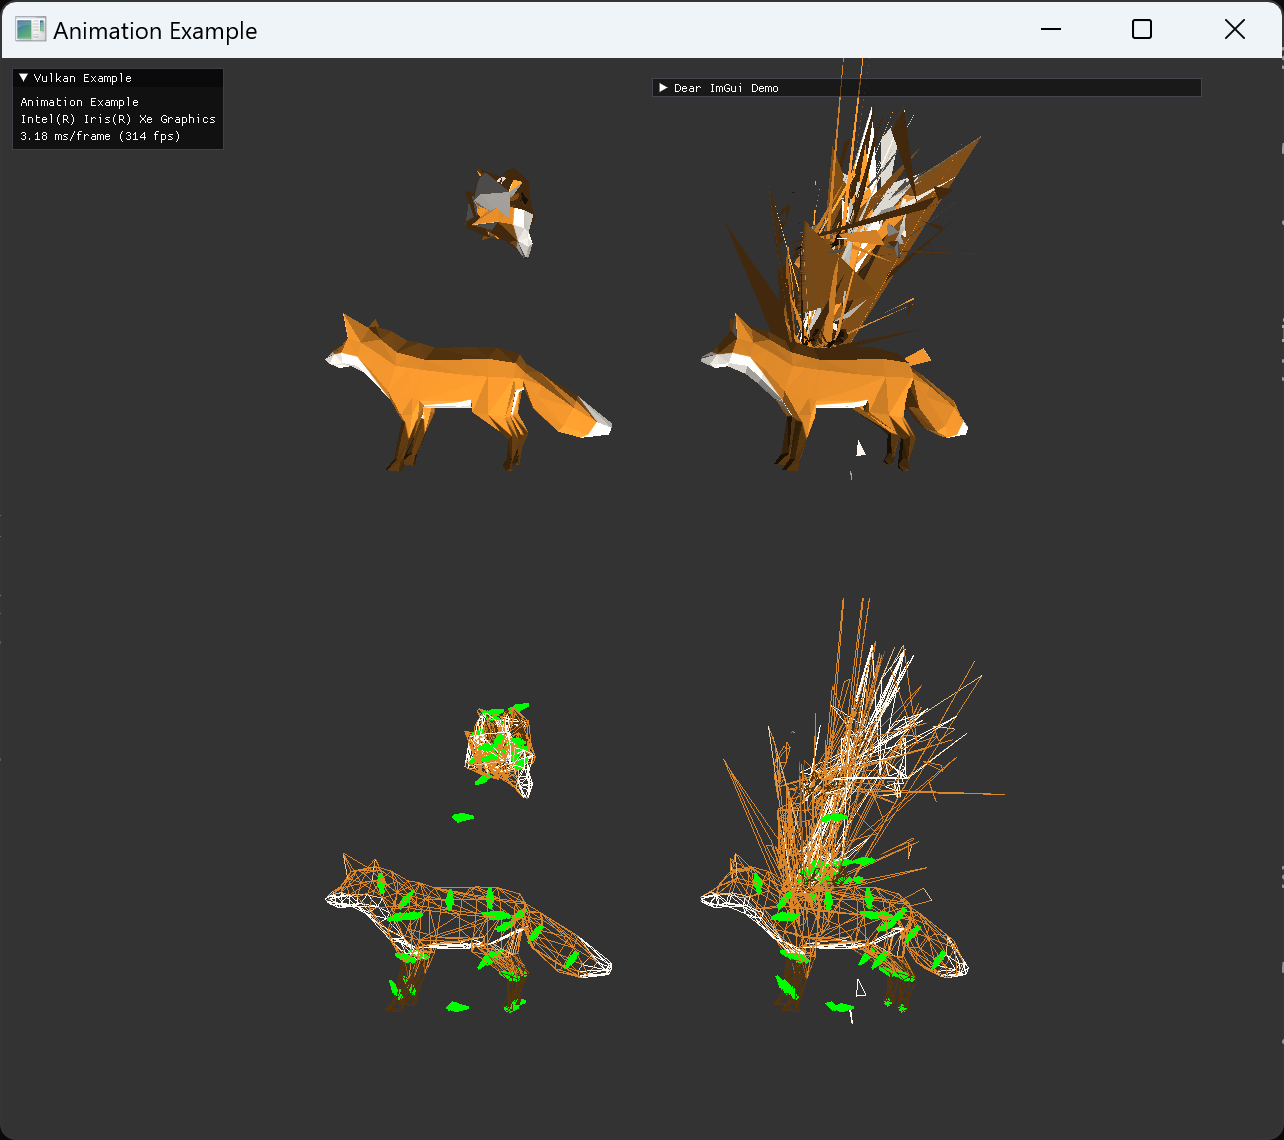 Animation Example
Vulkan Example
Dear ImGui Demo
Animation Example
Intel(R) Iris(R) Xe Graphics
3.18 ms/frame (314 fps)